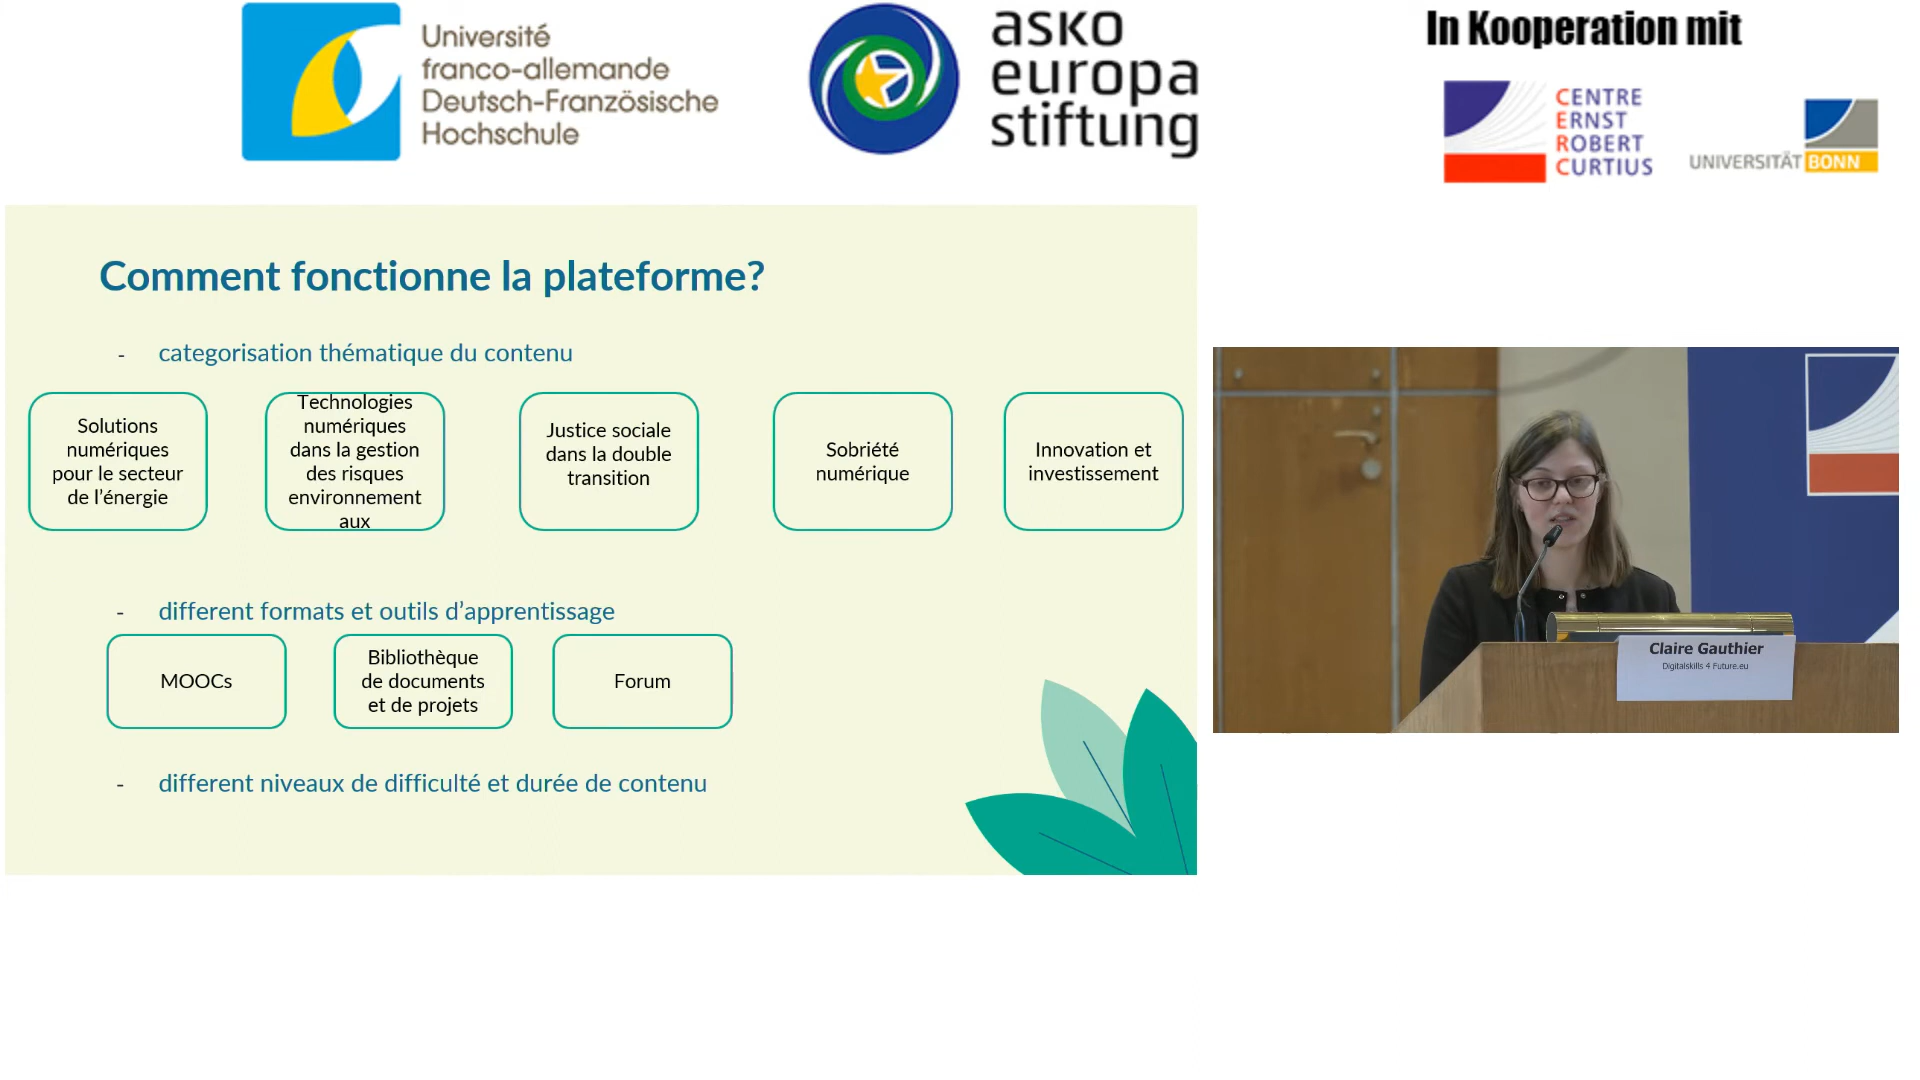 Université
franco-allemande
Deutsch-Französische
Hochschule
asko
europa
stiftung
In Kooperation mit
CENTRE
ERNST
ROBERT
CURTIUS
UNIVERSITÄT BONN
Comment fonctionne la plateforme?
- categorisation thématique du contenu
Solutions
numériques
pour le secteur
de l'énergie
Technologies
numériques
dans la gestion
des risques
environnement
aux
Justice sociale
dans la double
transition
Sobriété
numérique
Innovation et
investissement
- different formats et outils d'apprentissage
MOOCs
Bibliothèque
de documents
et de projets
Forum
- different niveaux de difficulté et durée de contenu
Claire Gauthier
Digitalskills 4 Future.eu